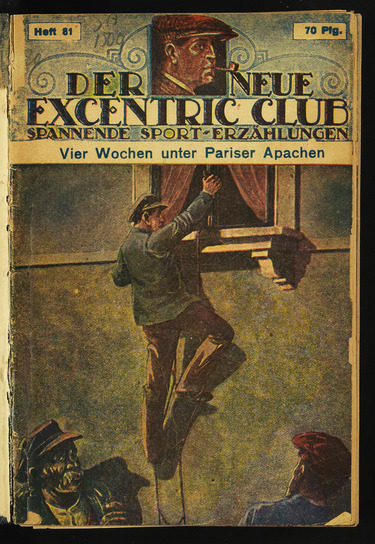 Heft 81
70 Pfg.
DER NEUE
EXCENTRIC CLUB
SPANNENDE SPORT-ERZÄHLUNGEN
Vier Wochen unter Pariser Apachen